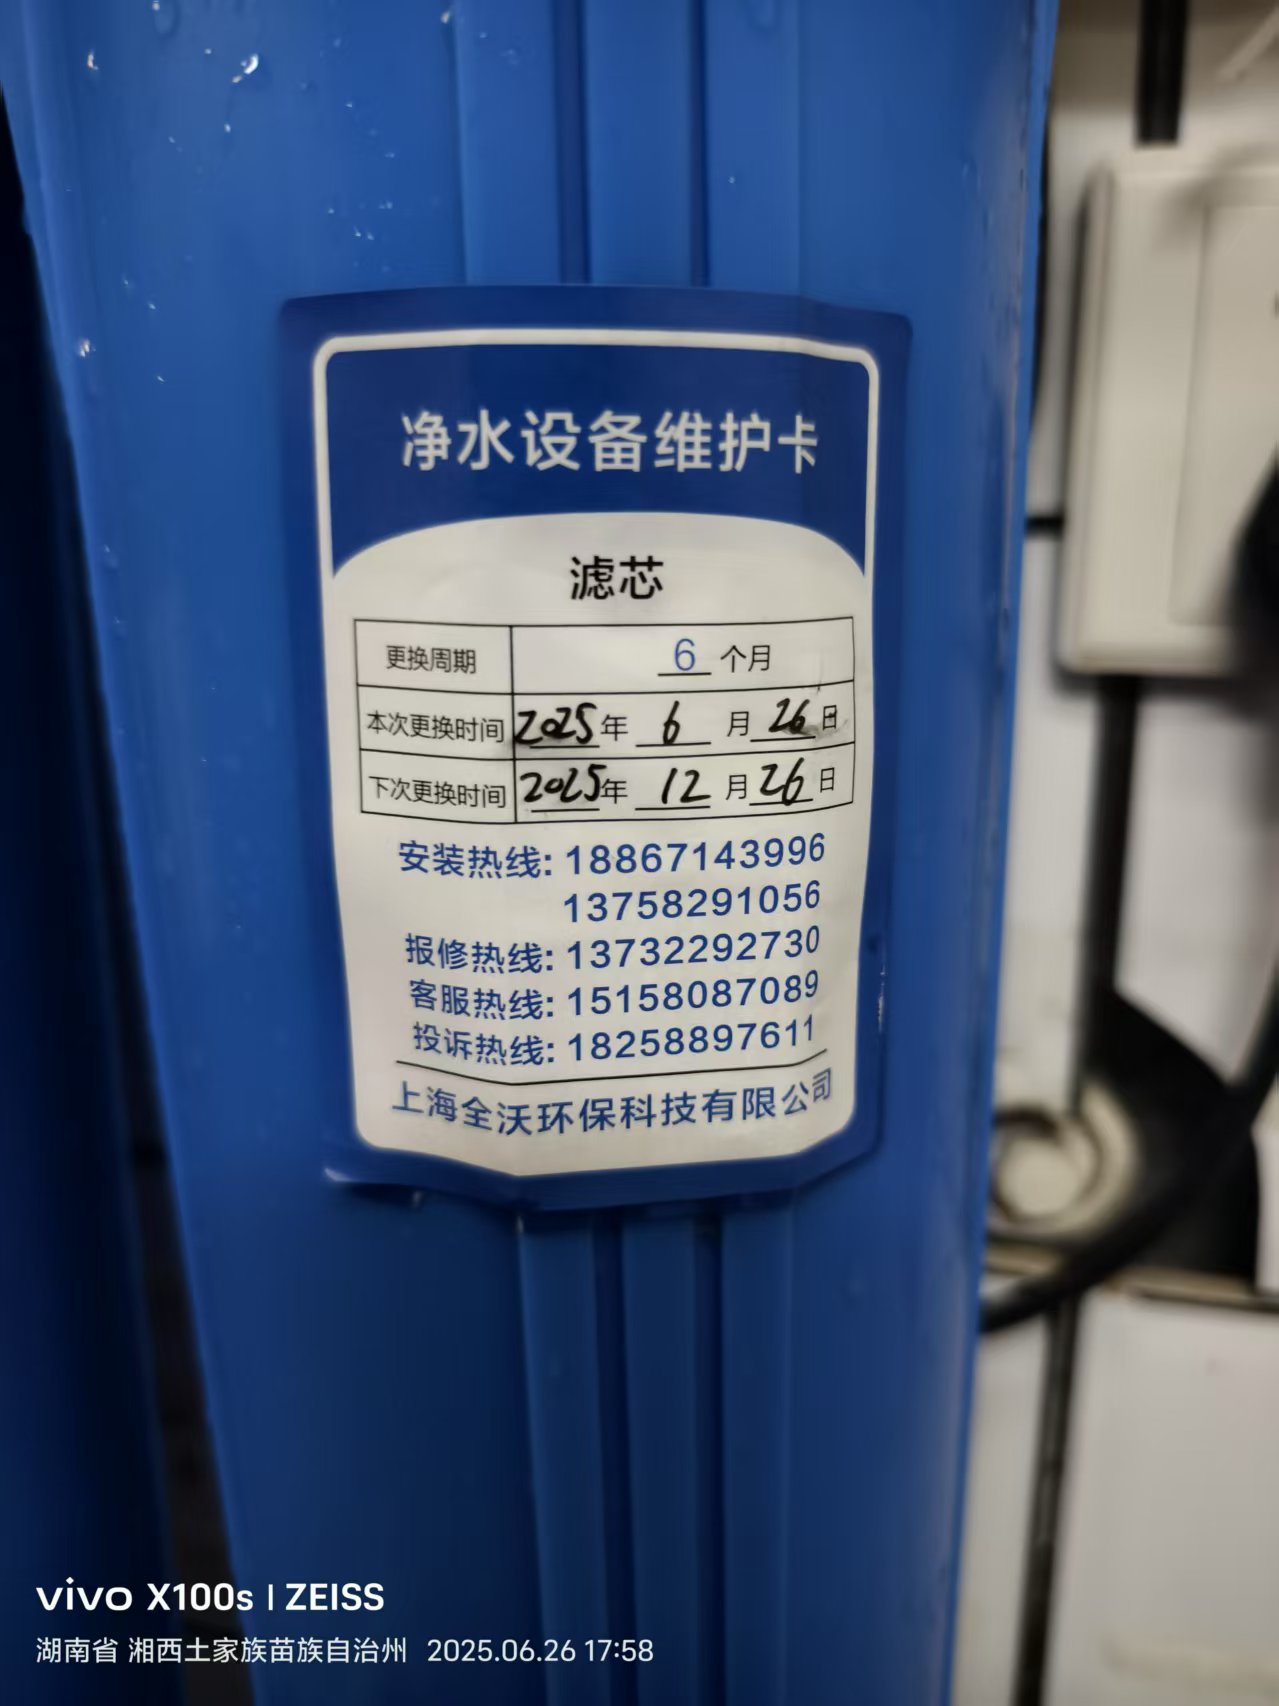 净水设备维护卡
滤芯
更换周期 6 个月
本次更换时间 2025年 6 月 26 日
下次更换时间 2025年 12 月 26 日
安装热线: 18867143996
13758291056
报修热线: 13732292730
客服热线: 15158087089
投诉热线: 18258897611
上海全沃环保科技有限公司
vivo X100s | ZEISS
湖南省 湘西土家族苗族自治州 2025.06.26 17:58